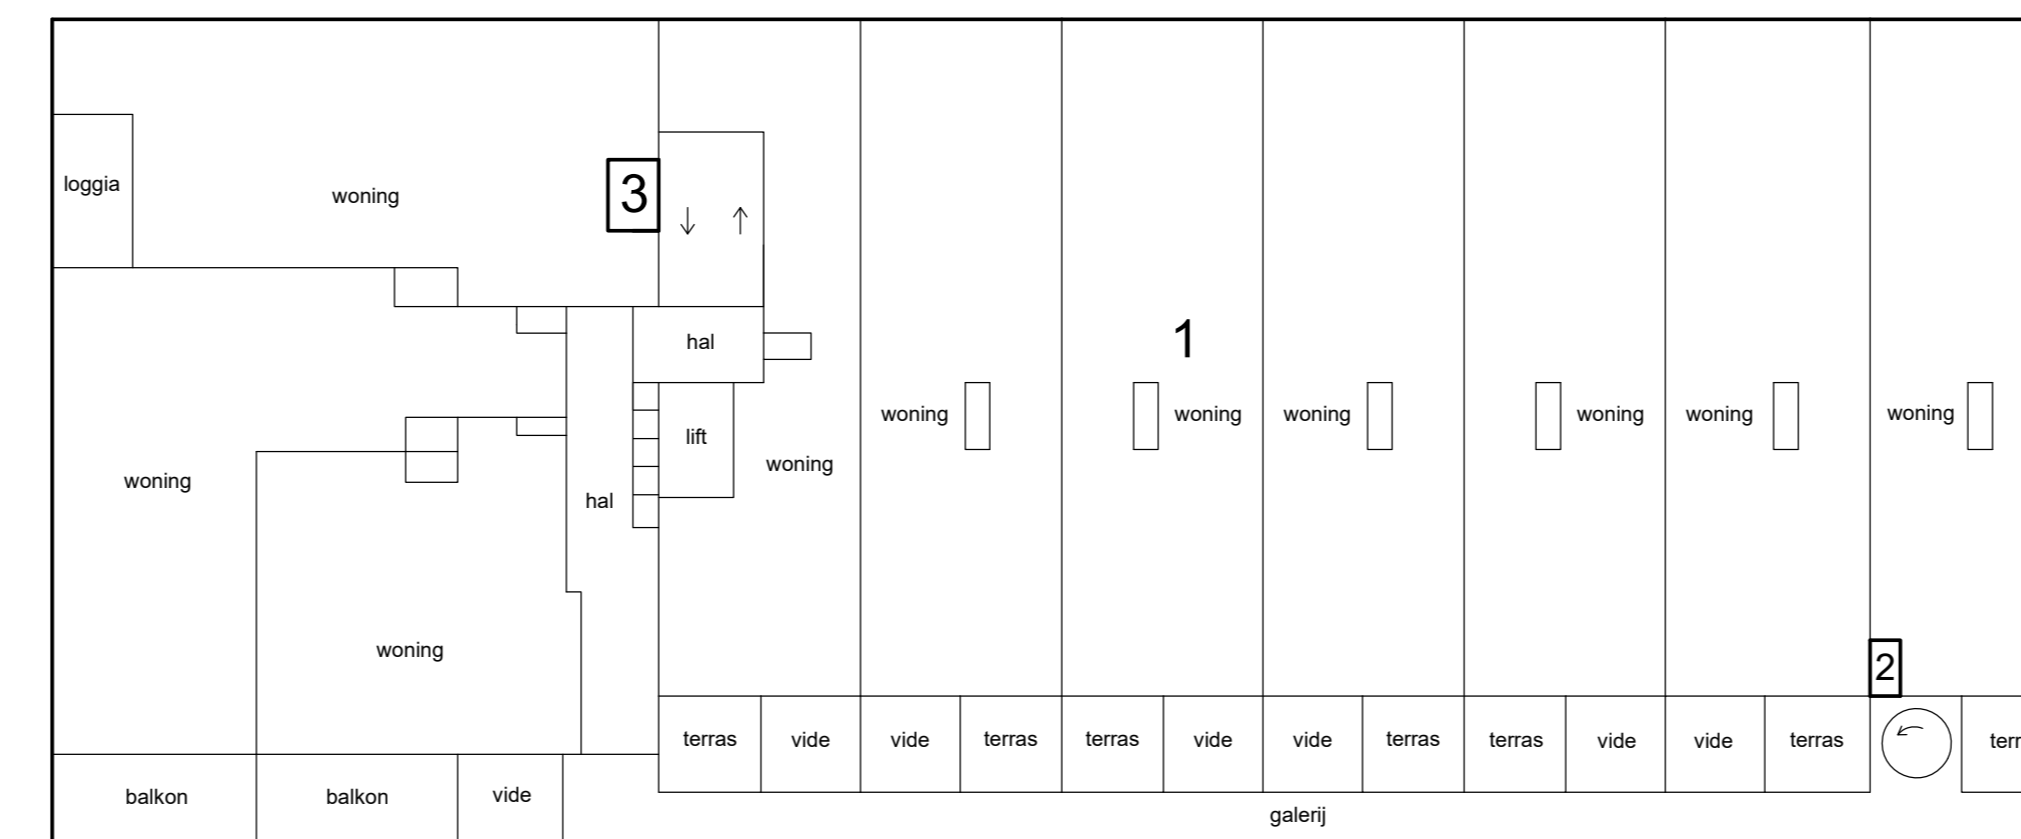 loggia
woning
3
hal
1
lift
woning
woning
woning
woning
woning
woning
woning
woning
woning
hal
woning
2
terras
vide
vide
terras
terras
vide
vide
terras
terras
vide
vide
terras
terr
balkon
balkon
vide
galerij